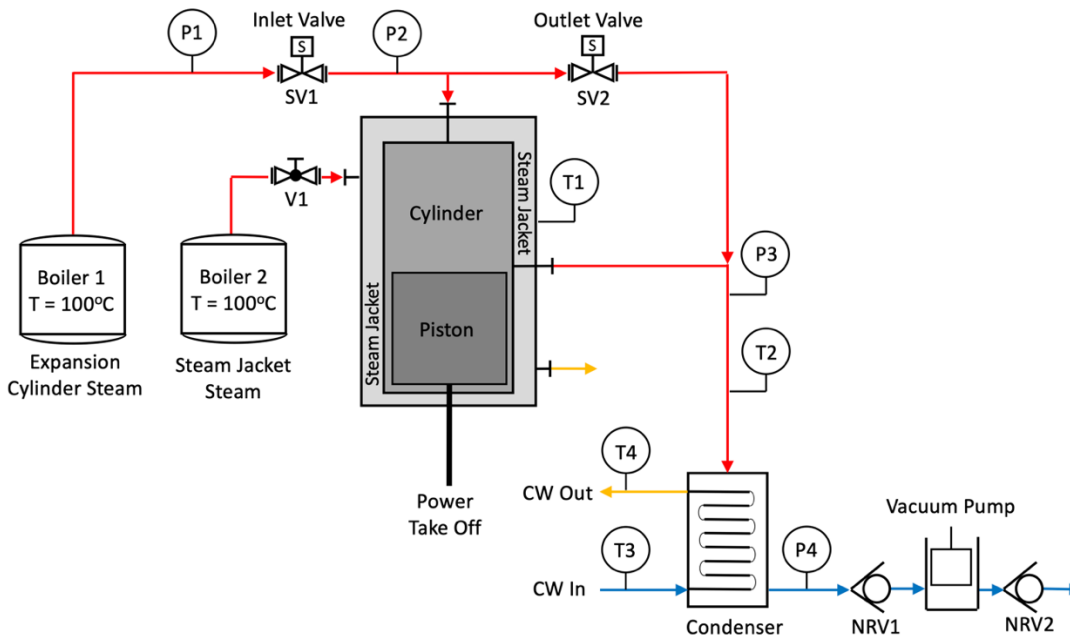 Inlet Valve
Outlet Valve
P1
S
P2
S
SV1
SV2
V1
Steam Jacket
T1
Cylinder
Boiler 1
T = 100°C
Boiler 2
T = 100°C
P3
Piston
Steam Jacket
Expansion
Cylinder Steam
Steam Jacket
Steam
T2
T4
CW Out
Power
Take Off
Vacuum Pump
T3
P4
CW In
NRV1
NRV2
Condenser